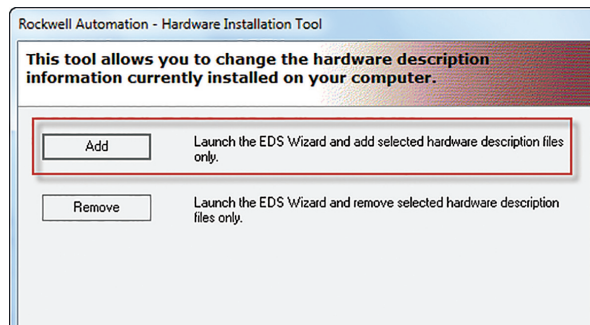 Rockwell Automation - Hardware Installation Tool
This tool allows you to change the hardware description
information currently installed on your computer.
Add
Launch the EDS Wizard and add selected hardware description files
only.
Remove
Launch the EDS Wizard and remove selected hardware description
files only.